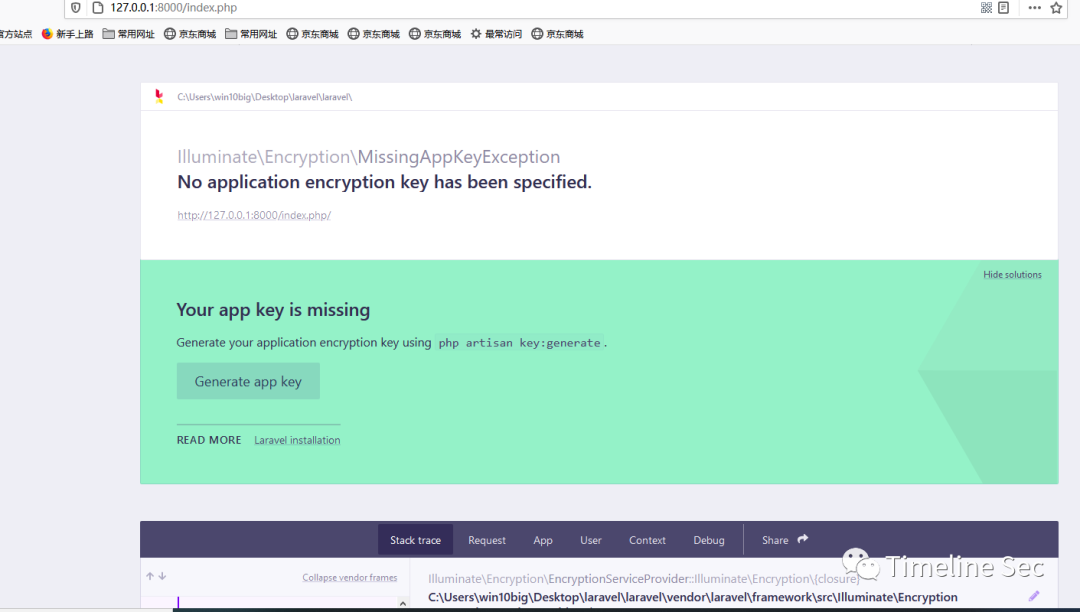 127.0.0.1:8000/index.php
官方站点 新手上路 常用网址 京东商城 常用网址 京东商城 京东商城 京东商城 最常访问 京东商城
C:\Users\win10big\Desktop\laravel\laravel\
Illuminate\Encryption\MissingAppKeyException
No application encryption key has been specified.
http://127.0.0.1:8000/index.php/
Hide solutions
Your app key is missing
Generate your application encryption key using php artisan key:generate.
Generate app key
READ MORE Laravel installation
Stack trace Request App User Context Debug Share
Timeline Sec
Collapse vendor frames
Illuminate\Encryption\EncryptionServiceProvider::Illuminate\Encryption\{closure}
C:\Users\win10big\Desktop\laravel\laravel\vendor\laravel\framework\src\Illuminate\Encryption